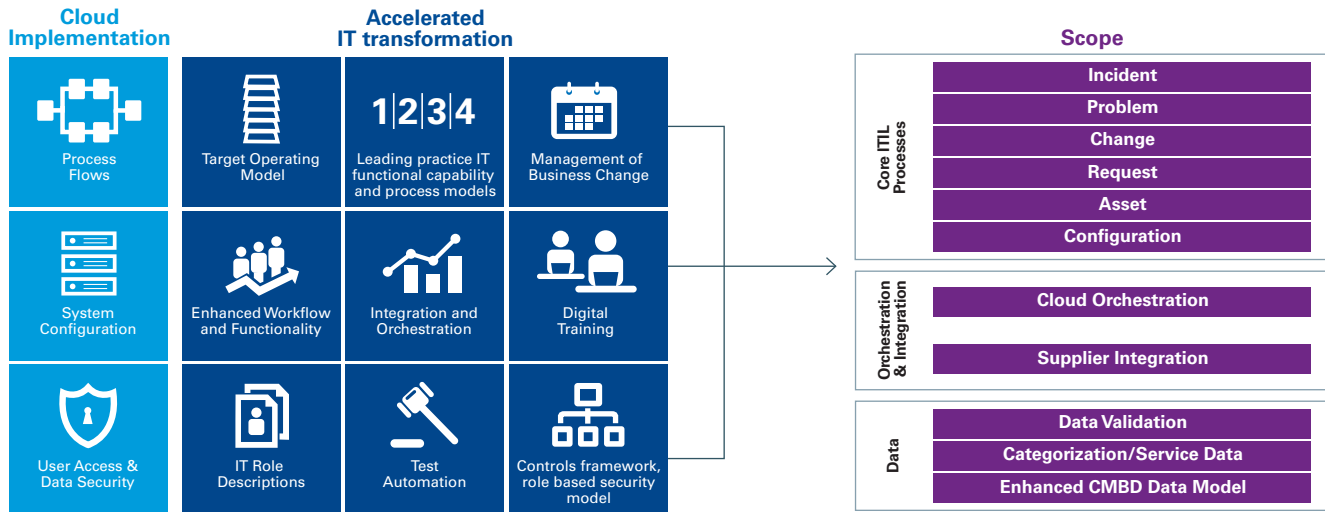 Cloud
Implementation
Accelerated
IT transformation
Scope
Process
Flows
Target Operating
Model
1|2|3|4
Leading practice IT
functional capability
and process models
Management of
Business Change
System
Configuration
Enhanced Workflow
and Functionality
Integration and
Orchestration
Digital
Training
User Access &
Data Security
IT Role
Descriptions
Test
Automation
Controls framework,
role based security
model
Core ITIL
Processes
Incident
Problem
Change
Request
Asset
Configuration
Orchestration
& Integration
Cloud Orchestration
Supplier Integration
Data
Data Validation
Categorization/Service Data
Enhanced CMBD Data Model